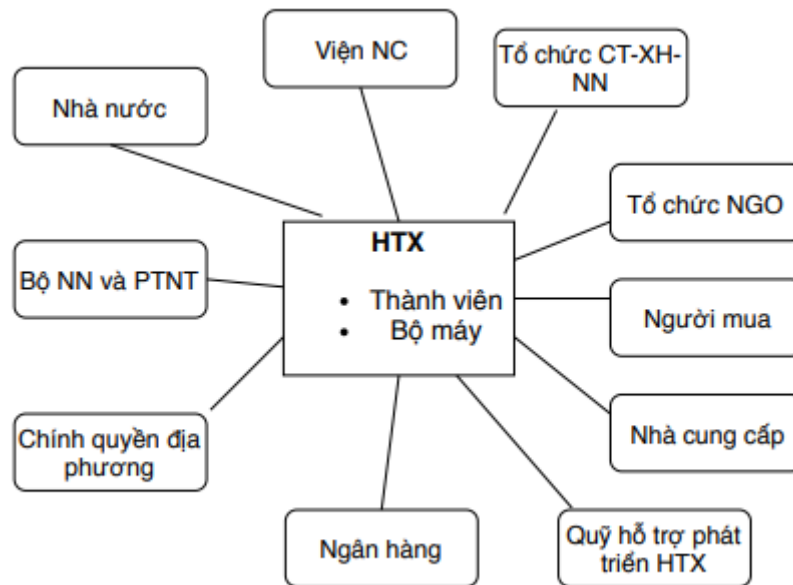 Viện NC
Tổ chức CT-XH-
NN
Nhà nước
Tổ chức NGO
HTX
• Thành viên
• Bộ máy
Bộ NN và PTNT
Người mua
Chính quyền địa
phương
Nhà cung cấp
Ngân hàng
Quỹ hỗ trợ phát
triển HTX